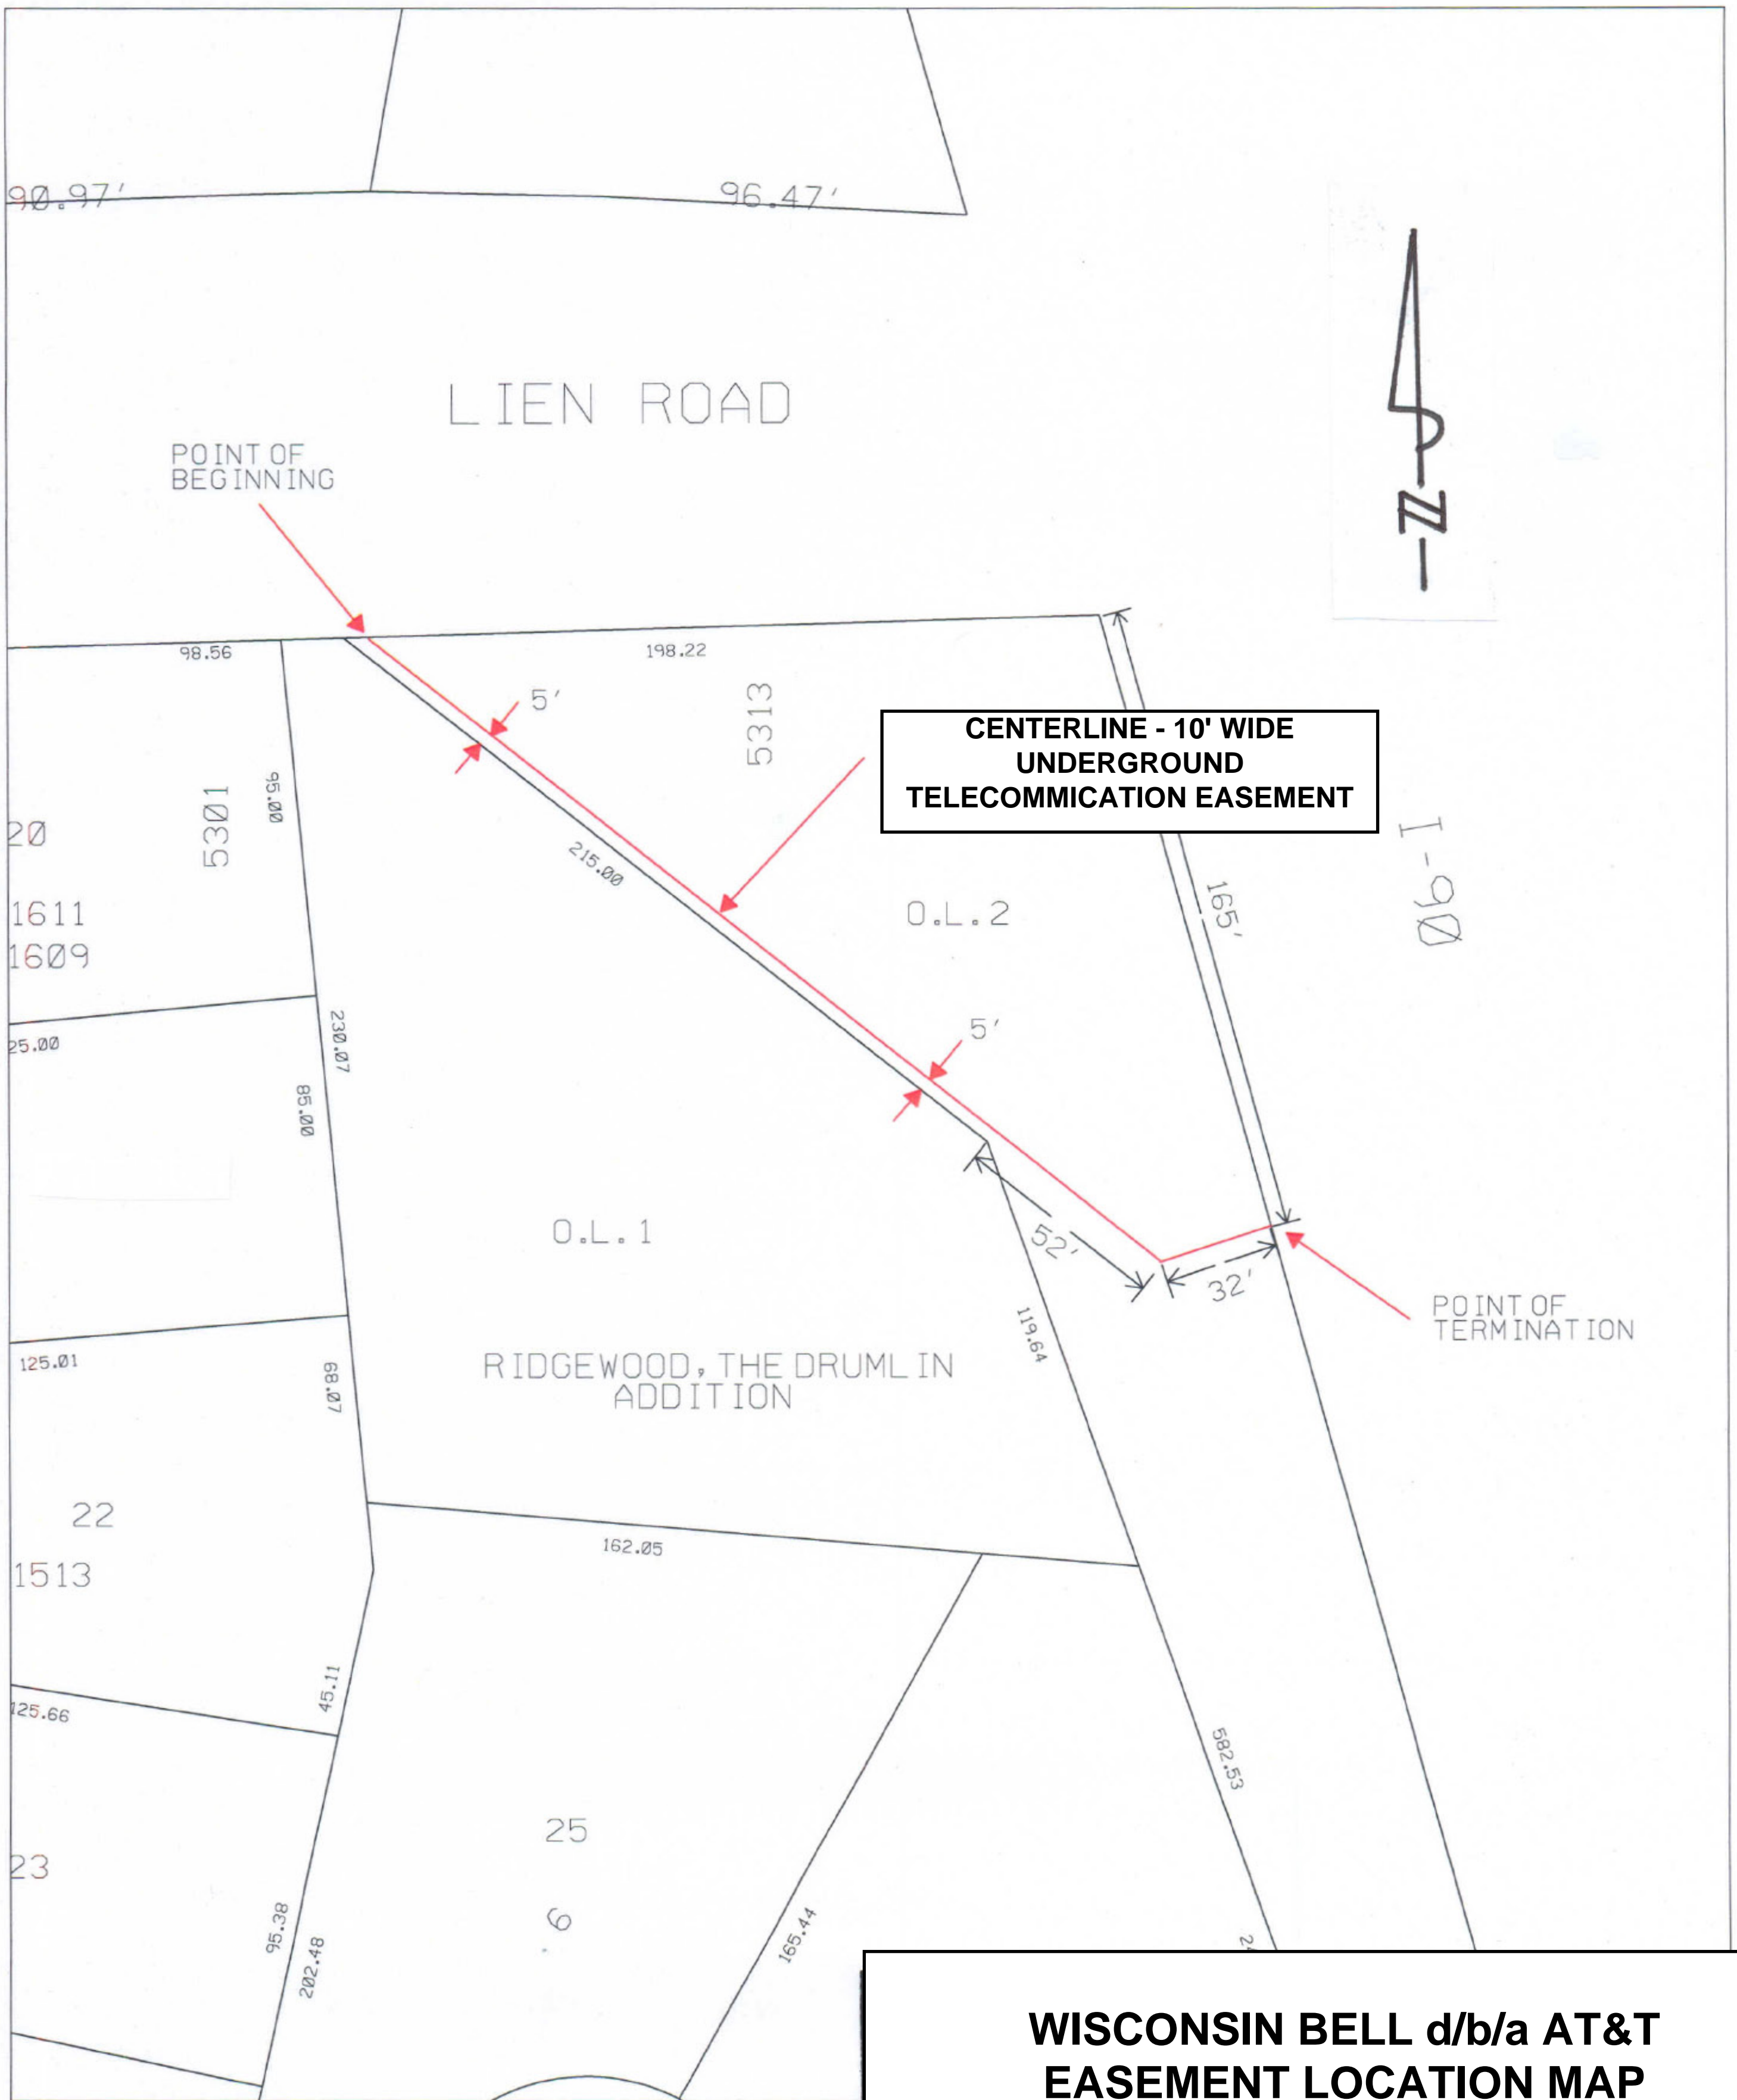 90.97'
96.47'
LIEN ROAD
POINT OF
BEGINNING
N
98.56
198.22
5'
5313
CENTERLINE - 10' WIDE
UNDERGROUND
TELECOMMICATION EASEMENT
95.00
5301
20
215.00
I-90
165'
O.L.2
1611
1609
230.07
25.00
5'
85.00
O.L.1
52'
32'
POINT OF
TERMINATION
119.64
125.01
RIDGEWOOD, THE DRUMLIN
ADDITION
68.07
22
162.05
1513
45.11
125.66
582.53
25
23
6
95.38
165.44
202.48
WISCONSIN BELL d/b/a AT&T
EASEMENT LOCATION MAP